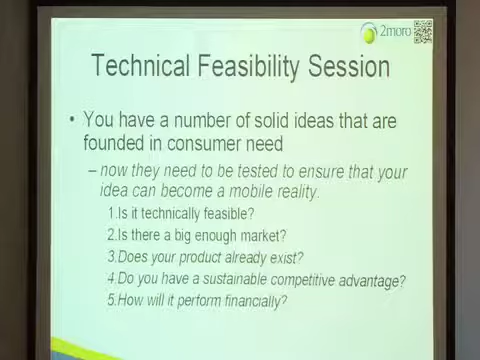 2moro
Technical Feasibility Session
• You have a number of solid ideas that are
founded in consumer need
– now they need to be tested to ensure that your
idea can become a mobile reality.
1.Is it technically feasible?
2.Is there a big enough market?
3.Does your product already exist?
4.Do you have a sustainable competitive advantage?
5.How will it perform financially?